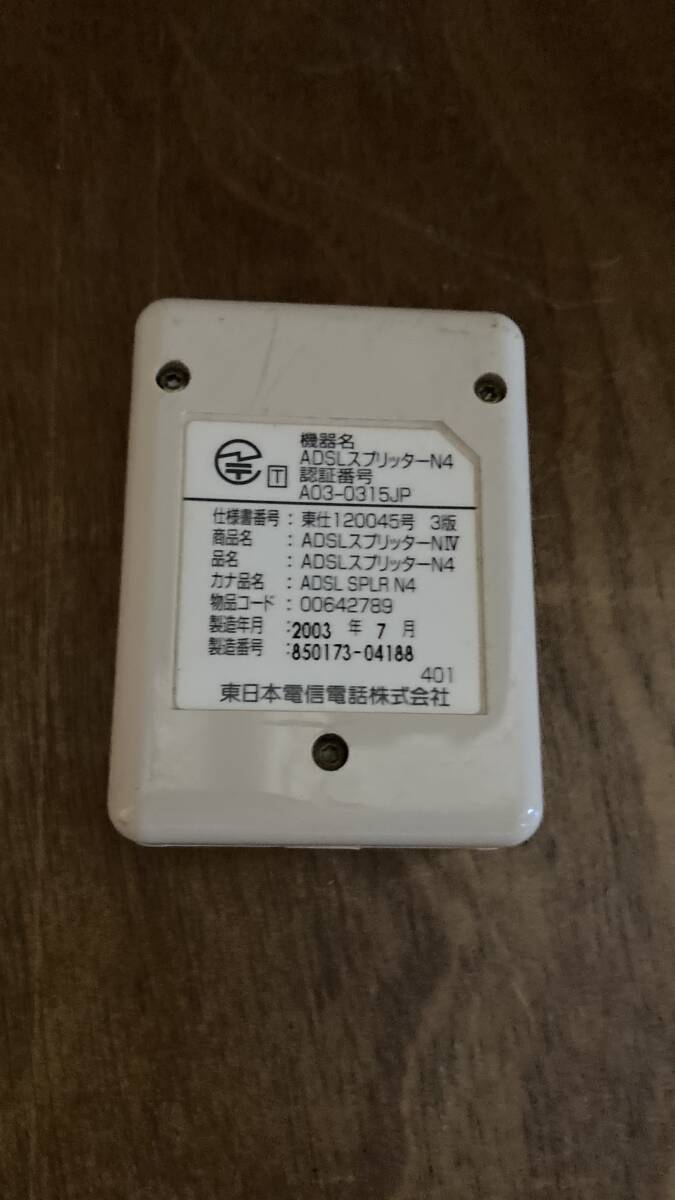 機器名
ADSLスプリッターN4
認証番号
T
A03-0315JP
仕様書番号 : 東仕120045号 3版
商品名 : ADSLスプリッターNⅣ
品名 : ADSLスプリッターN4
カナ品名 : ADSL SPLR N4
物品コード : 00642789
製造年月 : 2003 年 7 月
製造番号 : 850173-04188
401
東日本電信電話株式会社